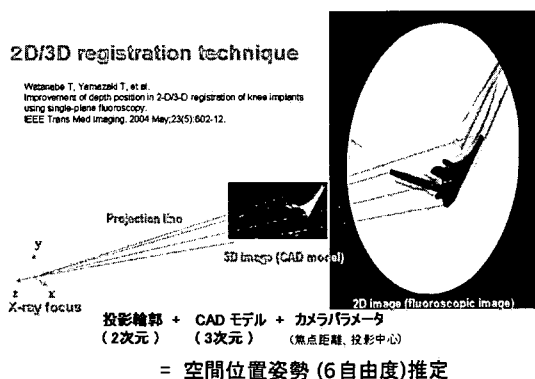 2D/3D registration technique
Watanabe T, Yamazaki T, et al.
Improvement of depth position in 2-D/3-D registration of knee implants
using single-plane fluoroscopy.
IEEE Trans Med Imaging. 2004 May;23(5):602-12.
Projection line
3D image (CAD model)
y
z
x
X-ray focus
2D image (fluoroscopic image)
投影輪郭 + CAD モデル + カメラパラメータ
(2次元) (3次元) (焦点距離、投影中心)
= 空間位置姿勢 (6自由度)推定